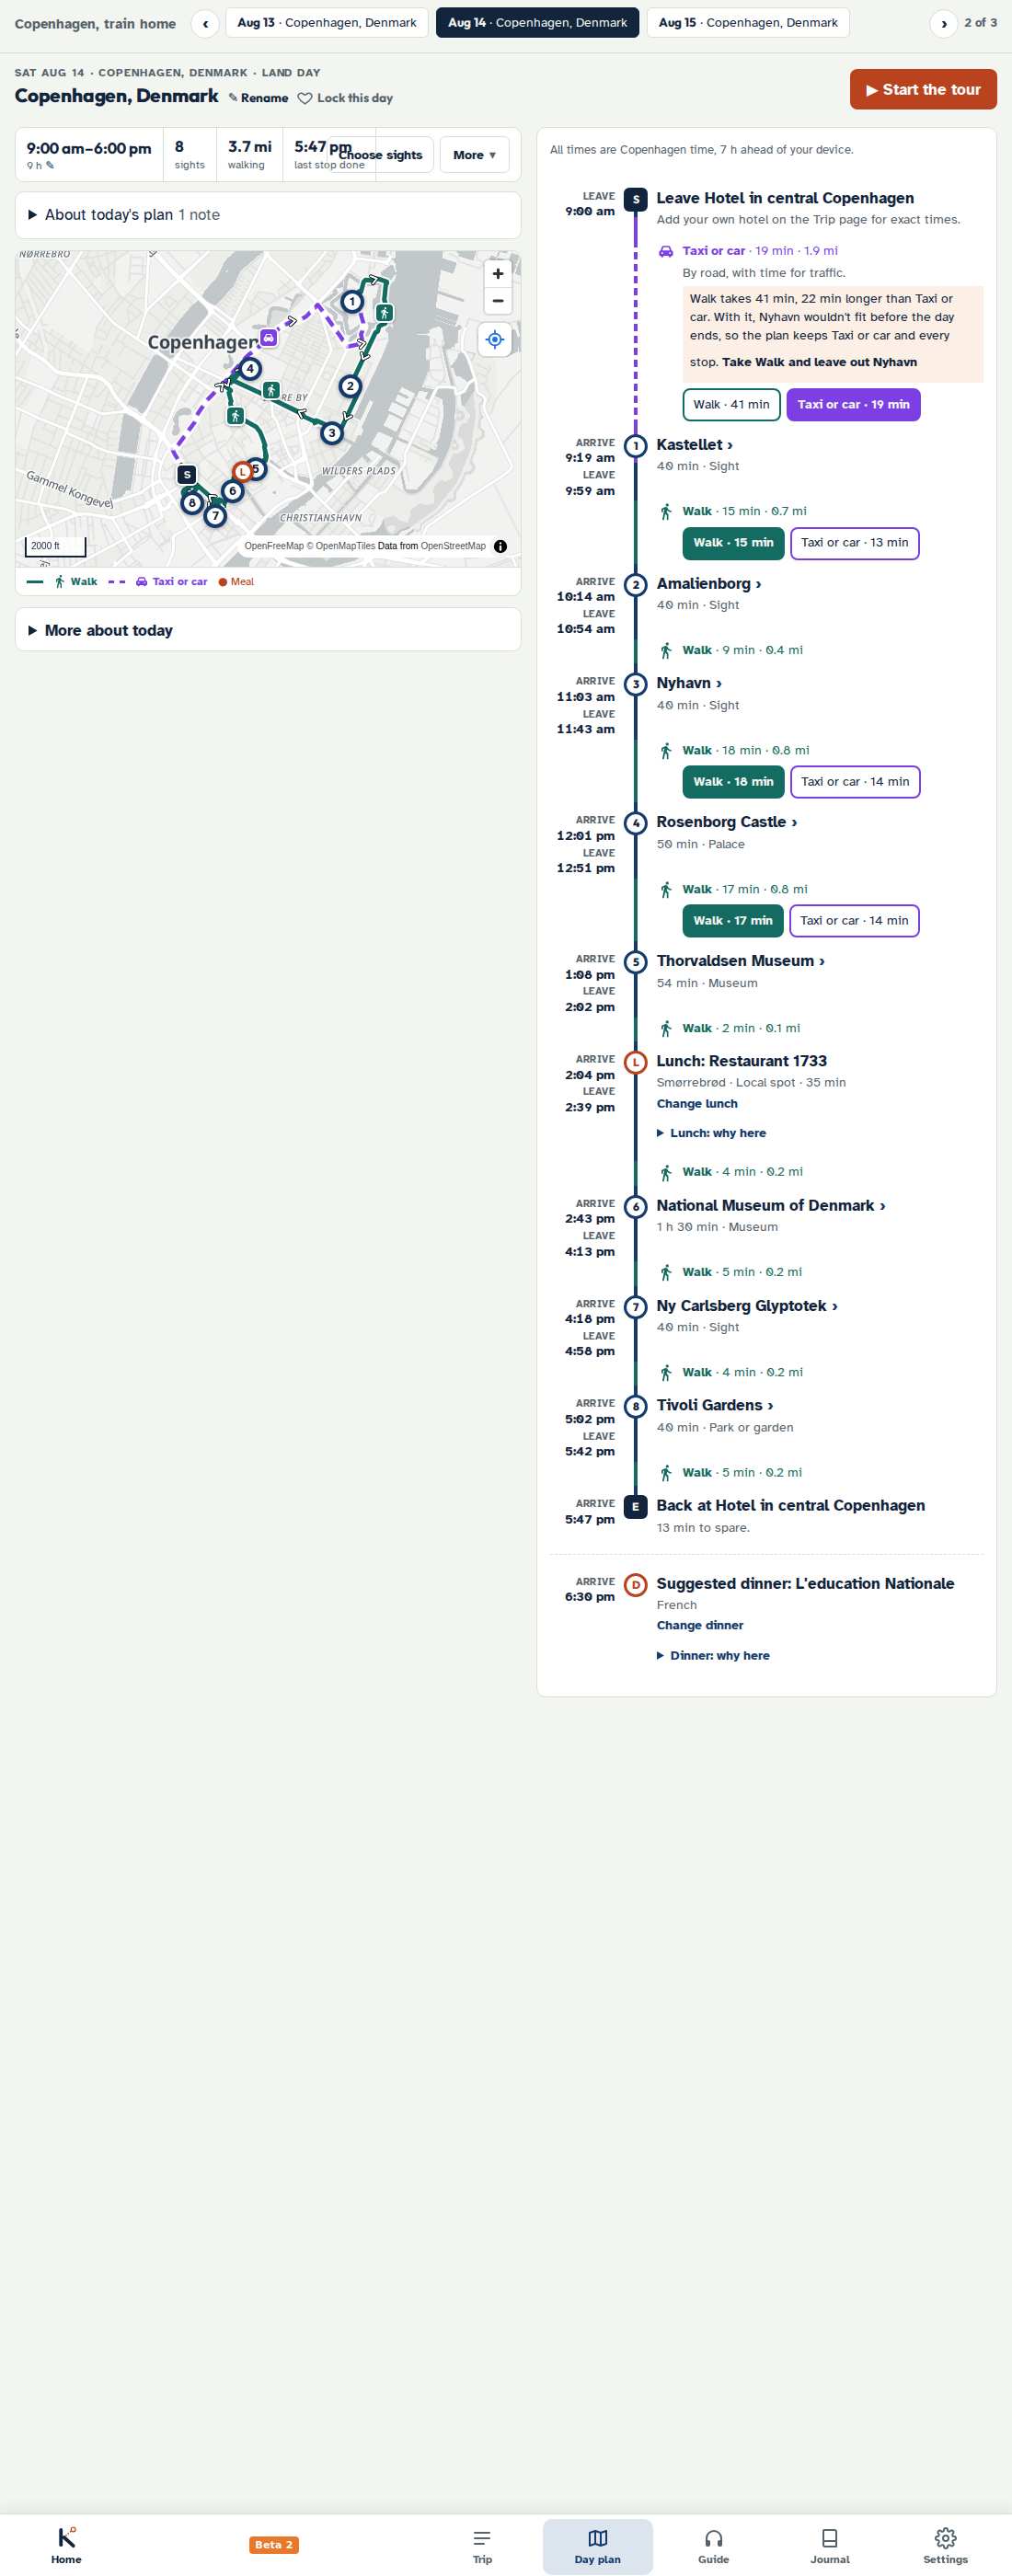 Copenhagen, train home
‹
Aug 13 · Copenhagen, Denmark
Aug 14 · Copenhagen, Denmark
Aug 15 · Copenhagen, Denmark
›
2 of 3
SAT AUG 14 · COPENHAGEN, DENMARK · LAND DAY
Copenhagen, Denmark
✎ Rename
Lock this day
▶ Start the tour
9:00 am–6:00 pm
9 h ✎
8
sights
3.7 mi
walking
5:47 pm
last stop done
Choose sights
More ▾
▶ About today's plan 1 note
NØRREBRO
Copenhagen
RE BY
WILDERS PLADS
CHRISTIANSHAVN
Gammel Kongevej
1
2
3
4
5
L
6
7
8
S
+
−
2000 ft
OpenFreeMap © OpenMapTiles Data from OpenStreetMap
Walk
Taxi or car
Meal
▶ More about today
All times are Copenhagen time, 7 h ahead of your device.
LEAVE
9:00 am
S
Leave Hotel in central Copenhagen
Add your own hotel on the Trip page for exact times.
Taxi or car · 19 min · 1.9 mi
By road, with time for traffic.
Walk takes 41 min, 22 min longer than Taxi or
car. With it, Nyhavn wouldn't fit before the day
ends, so the plan keeps Taxi or car and every
stop. Take Walk and leave out Nyhavn
Walk · 41 min
Taxi or car · 19 min
ARRIVE
9:19 am
LEAVE
9:59 am
1
Kastellet ›
40 min · Sight
Walk · 15 min · 0.7 mi
Walk · 15 min
Taxi or car · 13 min
ARRIVE
10:14 am
LEAVE
10:54 am
2
Amalienborg ›
40 min · Sight
Walk · 9 min · 0.4 mi
ARRIVE
11:03 am
LEAVE
11:43 am
3
Nyhavn ›
40 min · Sight
Walk · 18 min · 0.8 mi
Walk · 18 min
Taxi or car · 14 min
ARRIVE
12:01 pm
LEAVE
12:51 pm
4
Rosenborg Castle ›
50 min · Palace
Walk · 17 min · 0.8 mi
Walk · 17 min
Taxi or car · 14 min
ARRIVE
1:08 pm
LEAVE
2:02 pm
5
Thorvaldsen Museum ›
54 min · Museum
Walk · 2 min · 0.1 mi
ARRIVE
2:04 pm
LEAVE
2:39 pm
L
Lunch: Restaurant 1733
Smørrebrød · Local spot · 35 min
Change lunch
▶ Lunch: why here
Walk · 4 min · 0.2 mi
ARRIVE
2:43 pm
LEAVE
4:13 pm
6
National Museum of Denmark ›
1 h 30 min · Museum
Walk · 5 min · 0.2 mi
ARRIVE
4:18 pm
LEAVE
4:58 pm
7
Ny Carlsberg Glyptotek ›
40 min · Sight
Walk · 4 min · 0.2 mi
ARRIVE
5:02 pm
LEAVE
5:42 pm
8
Tivoli Gardens ›
40 min · Park or garden
Walk · 5 min · 0.2 mi
ARRIVE
5:47 pm
E
Back at Hotel in central Copenhagen
13 min to spare.
ARRIVE
6:30 pm
D
Suggested dinner: L'education Nationale
French
Change dinner
▶ Dinner: why here
Home
Beta 2
Trip
Day plan
Guide
Journal
Settings